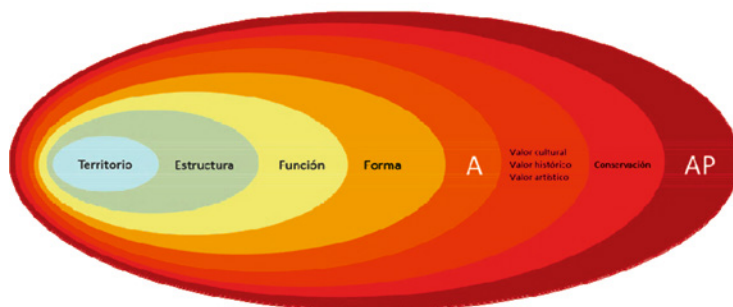 Territorio
Estructura
Función
Forma
A
Valor cultural
Valor histórico
Valor artístico
Conservación
AP